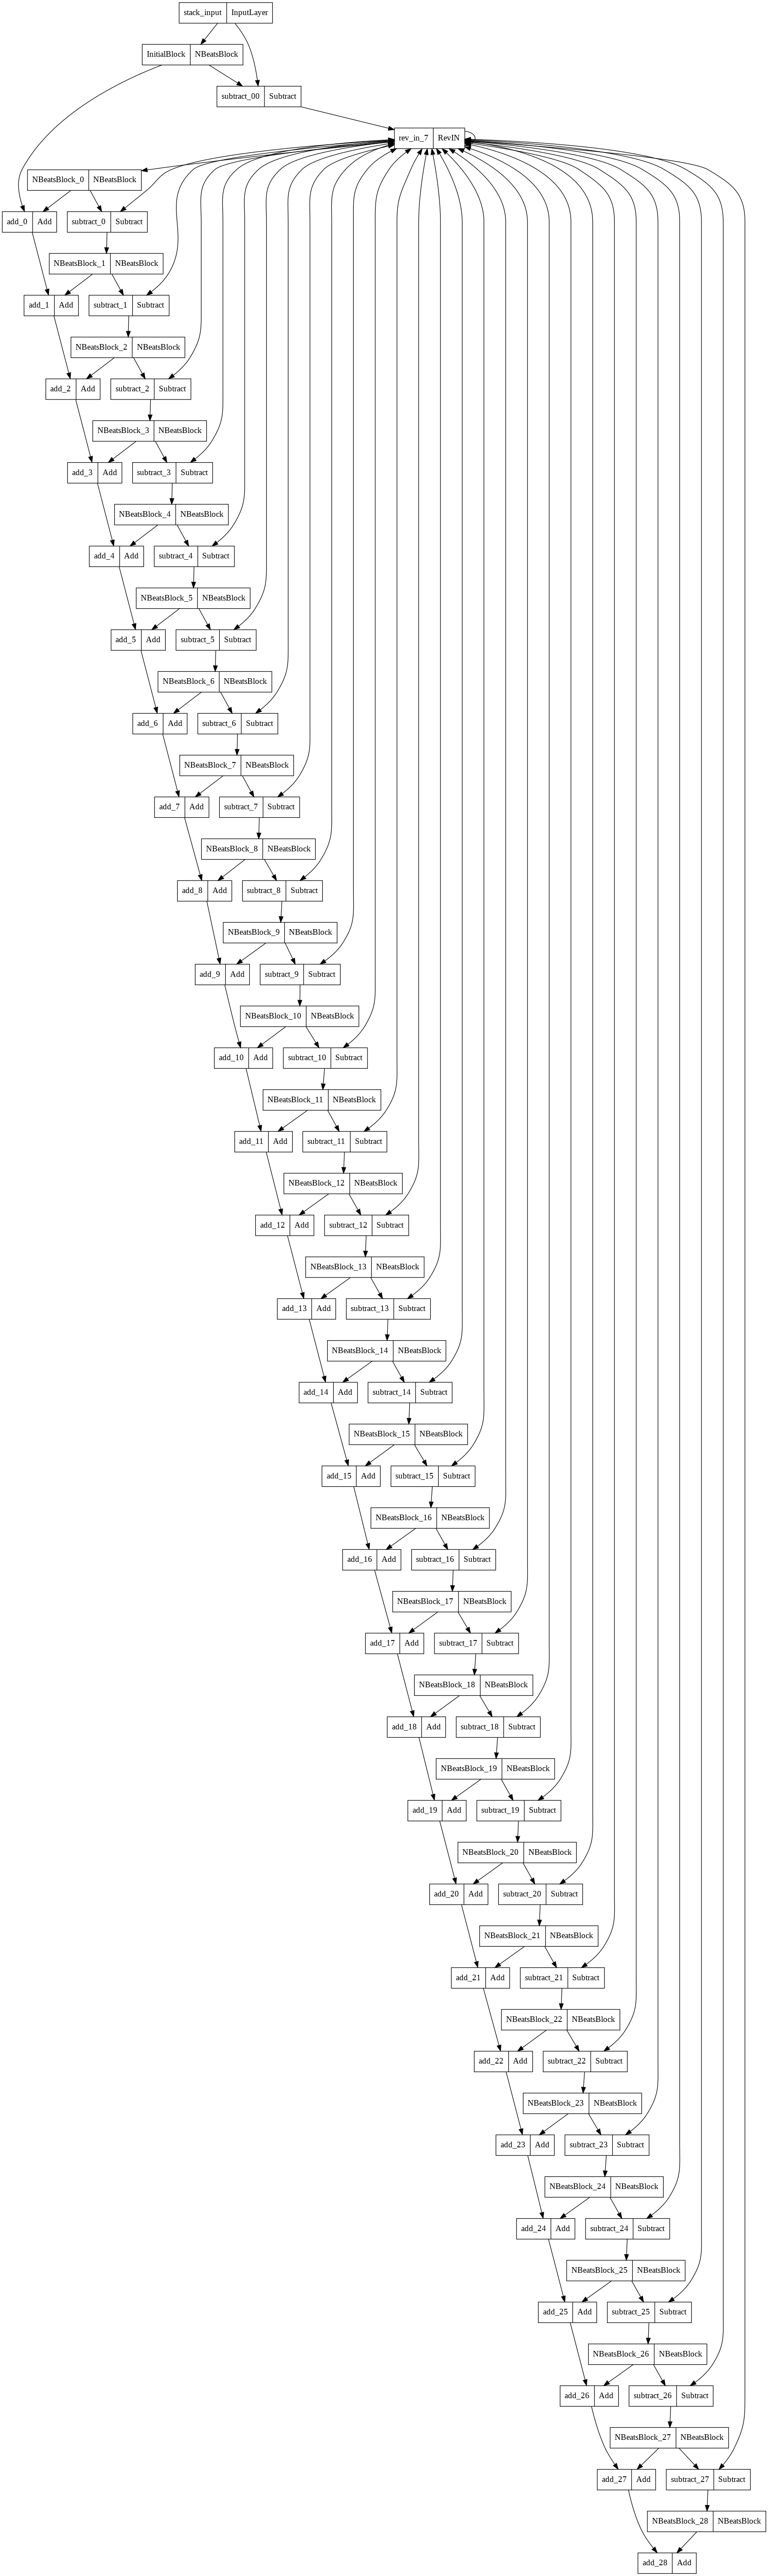 stack_input InputLayer
InitialBlock NBeatsBlock
subtract_00 Subtract
rev_in_7 RevIN
NBeatsBlock_0 NBeatsBlock
add_0 Add subtract_0 Subtract
NBeatsBlock_1 NBeatsBlock
add_1 Add subtract_1 Subtract
NBeatsBlock_2 NBeatsBlock
add_2 Add subtract_2 Subtract
NBeatsBlock_3 NBeatsBlock
add_3 Add subtract_3 Subtract
NBeatsBlock_4 NBeatsBlock
add_4 Add subtract_4 Subtract
NBeatsBlock_5 NBeatsBlock
add_5 Add subtract_5 Subtract
NBeatsBlock_6 NBeatsBlock
add_6 Add subtract_6 Subtract
NBeatsBlock_7 NBeatsBlock
add_7 Add subtract_7 Subtract
NBeatsBlock_8 NBeatsBlock
add_8 Add subtract_8 Subtract
NBeatsBlock_9 NBeatsBlock
add_9 Add subtract_9 Subtract
NBeatsBlock_10 NBeatsBlock
add_10 Add subtract_10 Subtract
NBeatsBlock_11 NBeatsBlock
add_11 Add subtract_11 Subtract
NBeatsBlock_12 NBeatsBlock
add_12 Add subtract_12 Subtract
NBeatsBlock_13 NBeatsBlock
add_13 Add subtract_13 Subtract
NBeatsBlock_14 NBeatsBlock
add_14 Add subtract_14 Subtract
NBeatsBlock_15 NBeatsBlock
add_15 Add subtract_15 Subtract
NBeatsBlock_16 NBeatsBlock
add_16 Add subtract_16 Subtract
NBeatsBlock_17 NBeatsBlock
add_17 Add subtract_17 Subtract
NBeatsBlock_18 NBeatsBlock
add_18 Add subtract_18 Subtract
NBeatsBlock_19 NBeatsBlock
add_19 Add subtract_19 Subtract
NBeatsBlock_20 NBeatsBlock
add_20 Add subtract_20 Subtract
NBeatsBlock_21 NBeatsBlock
add_21 Add subtract_21 Subtract
NBeatsBlock_22 NBeatsBlock
add_22 Add subtract_22 Subtract
NBeatsBlock_23 NBeatsBlock
add_23 Add subtract_23 Subtract
NBeatsBlock_24 NBeatsBlock
add_24 Add subtract_24 Subtract
NBeatsBlock_25 NBeatsBlock
add_25 Add subtract_25 Subtract
NBeatsBlock_26 NBeatsBlock
add_26 Add subtract_26 Subtract
NBeatsBlock_27 NBeatsBlock
add_27 Add subtract_27 Subtract
NBeatsBlock_28 NBeatsBlock
add_28 Add